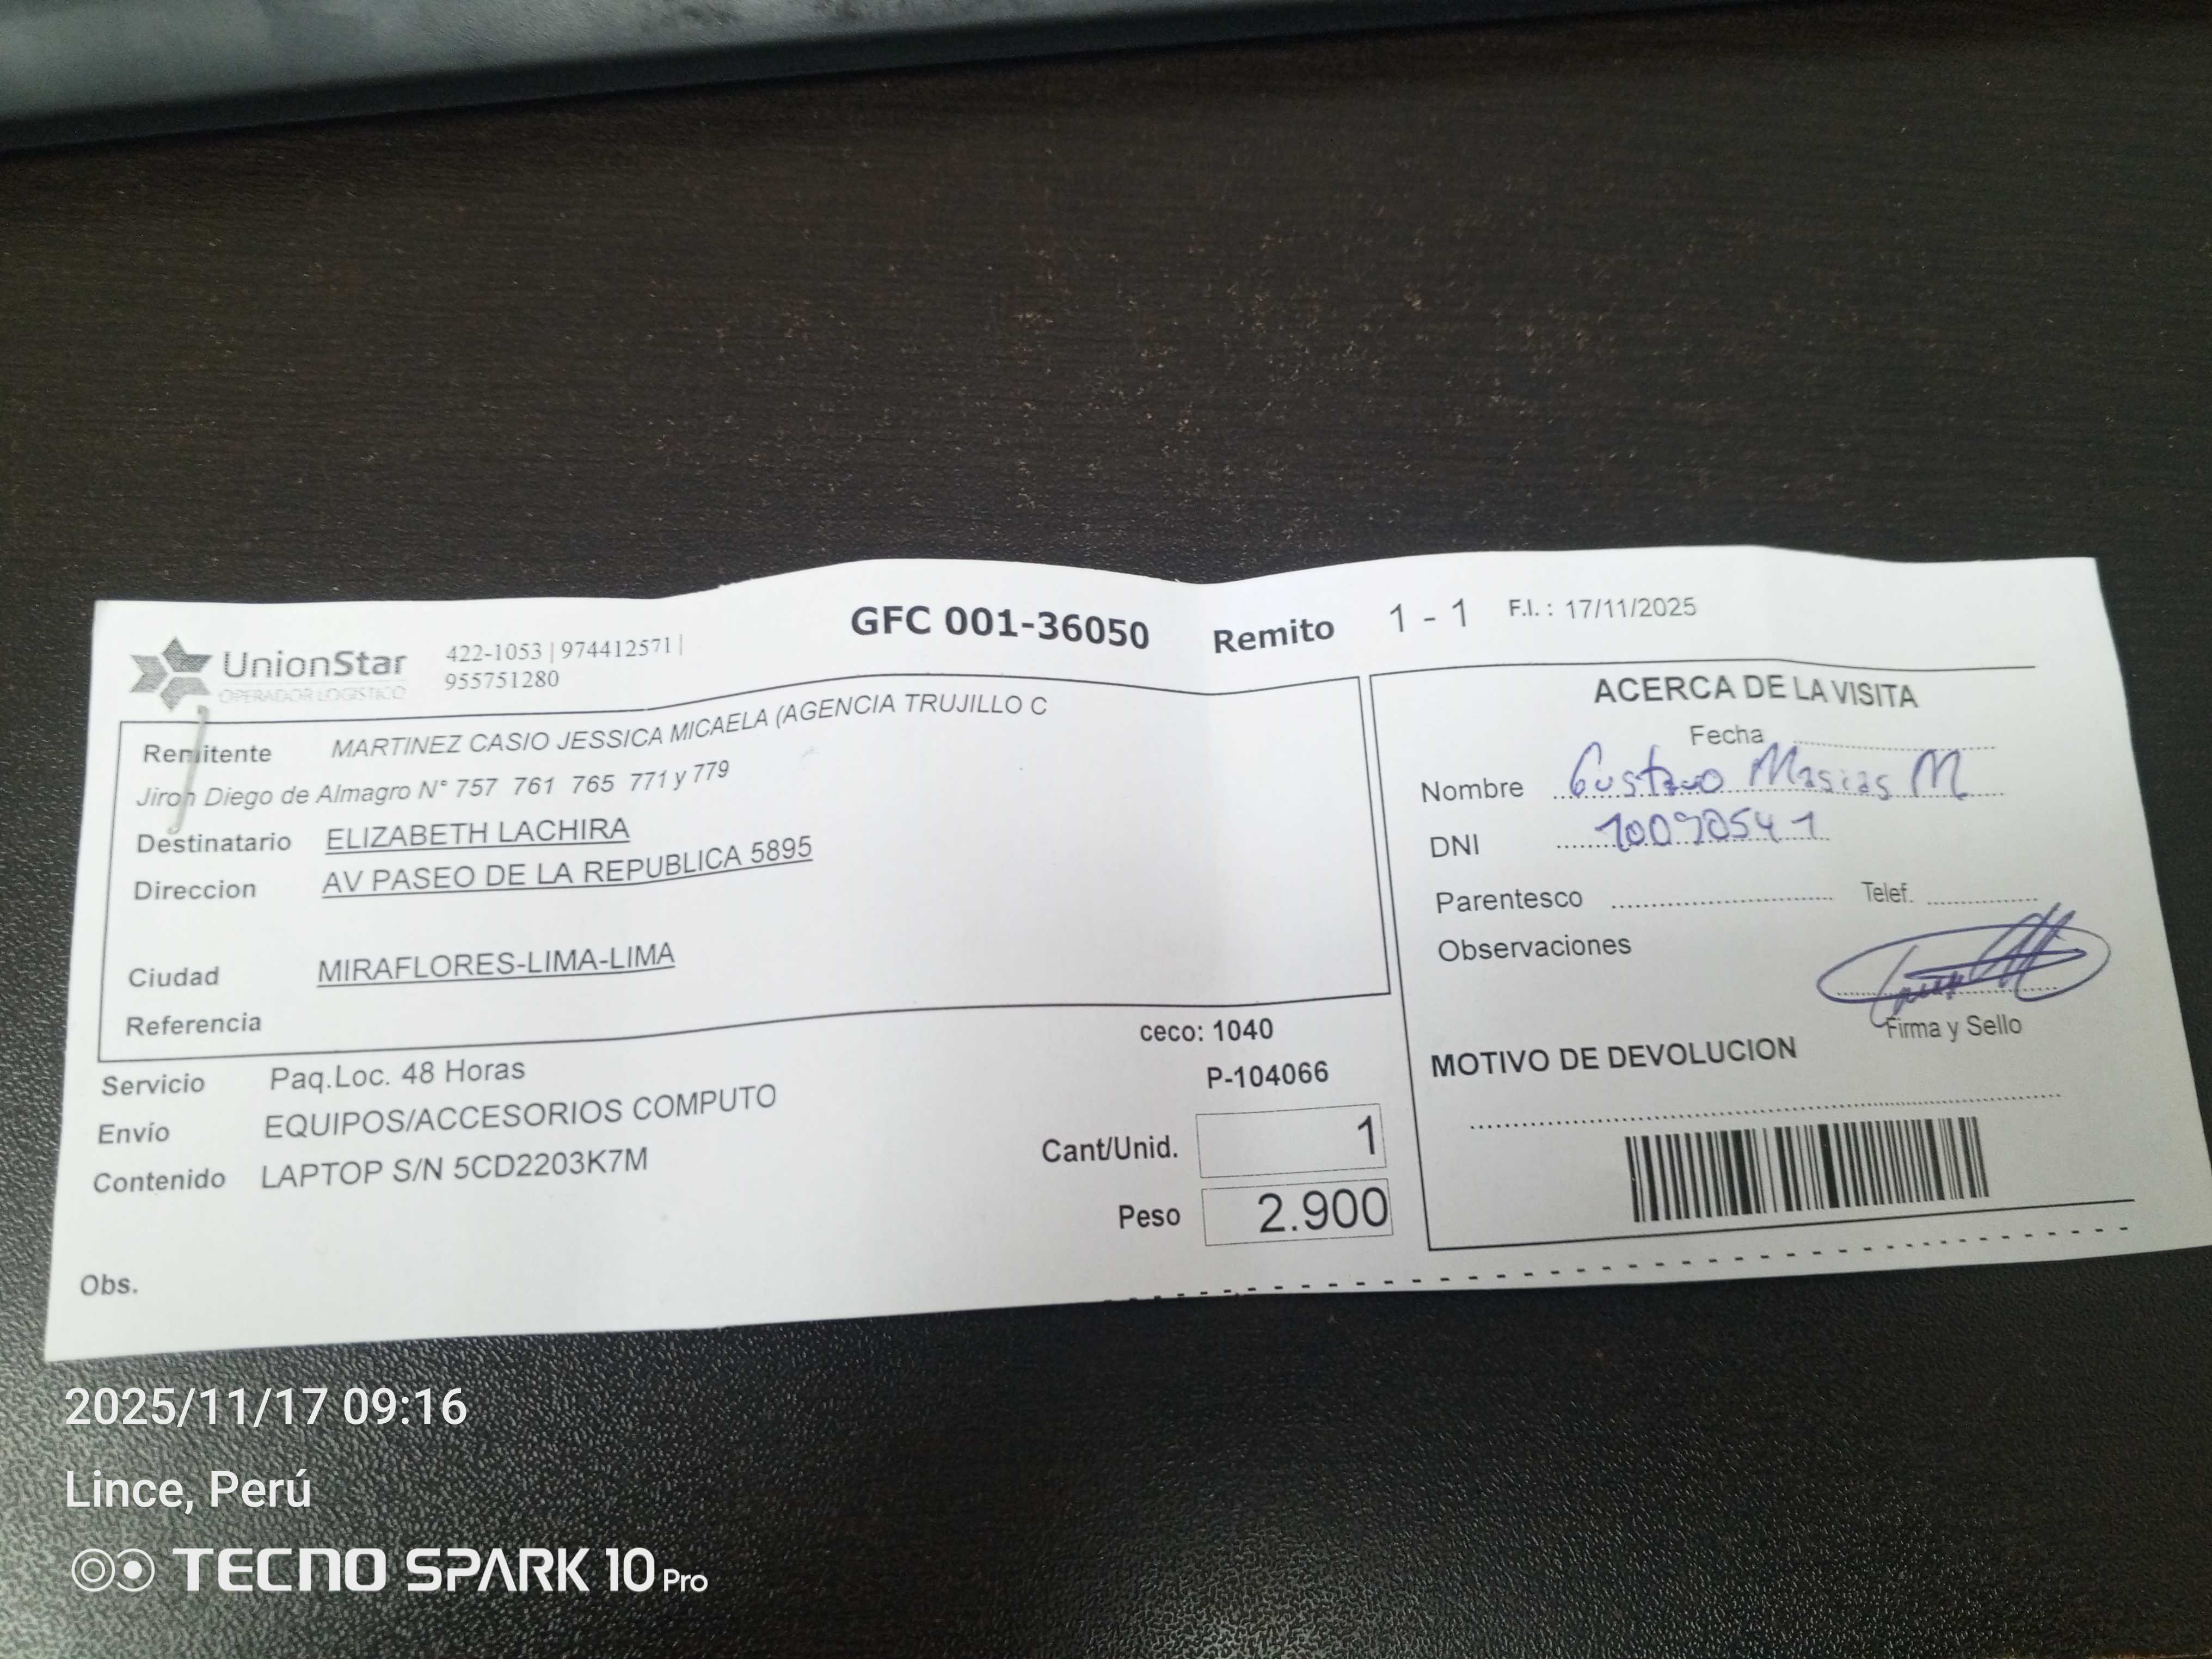 UnionStar
OPERADOR LOGISTICO
422-1053 | 974412571 |
955751280
GFC 001-36050 Remito 1 - 1 F.I. : 17/11/2025
Remitente MARTINEZ CASIO JESSICA MICAELA (AGENCIA TRUJILLO C
Jiron Diego de Almagro N° 757 761 765 771 y 779
Destinatario ELIZABETH LACHIRA
Direccion AV PASEO DE LA REPUBLICA 5895
Ciudad MIRAFLORES-LIMA-LIMA
Referencia
Servicio Paq.Loc. 48 Horas
Envío EQUIPOS/ACCESORIOS COMPUTO
Contenido LAPTOP S/N 5CD2203K7M
Obs.
ceco: 1040
P-104066
Cant/Unid. 1
Peso 2.900
ACERCA DE LA VISITA
Fecha
Nombre Gustavo Masias M
DNI 10090541
Parentesco Telef.
Observaciones
Firma y Sello
MOTIVO DE DEVOLUCION
2025/11/17 09:16
Lince, Perú
TECNO SPARK 10 Pro